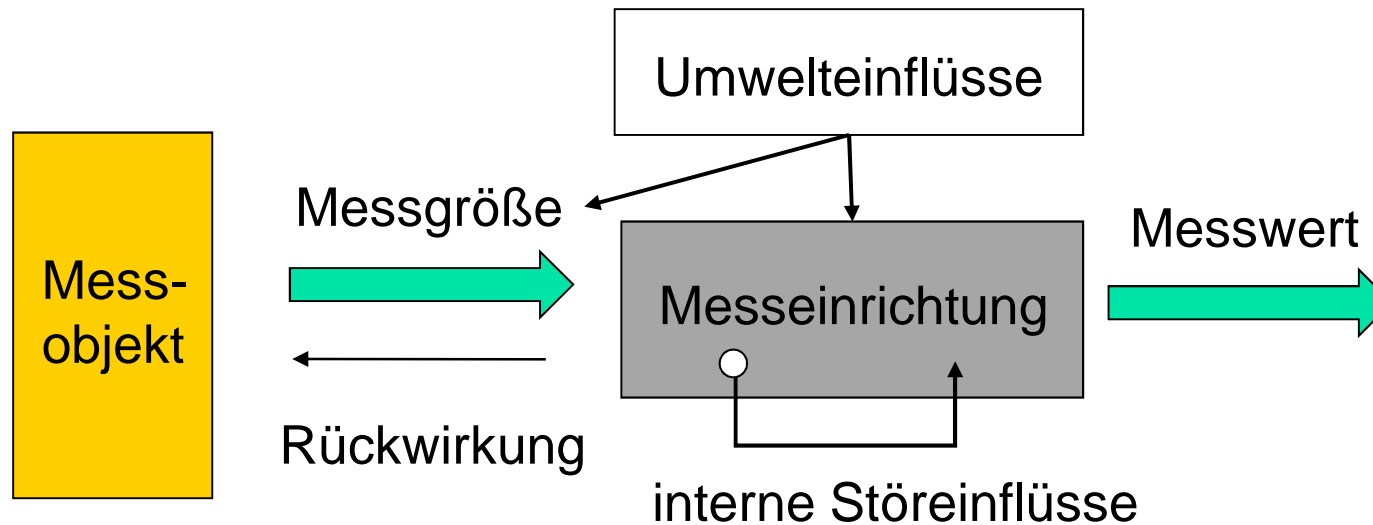 Umwelteinflüsse
Messgröße
Messwert
Mess-
objekt
Messeinrichtung
Rückwirkung
interne Störeinflüsse